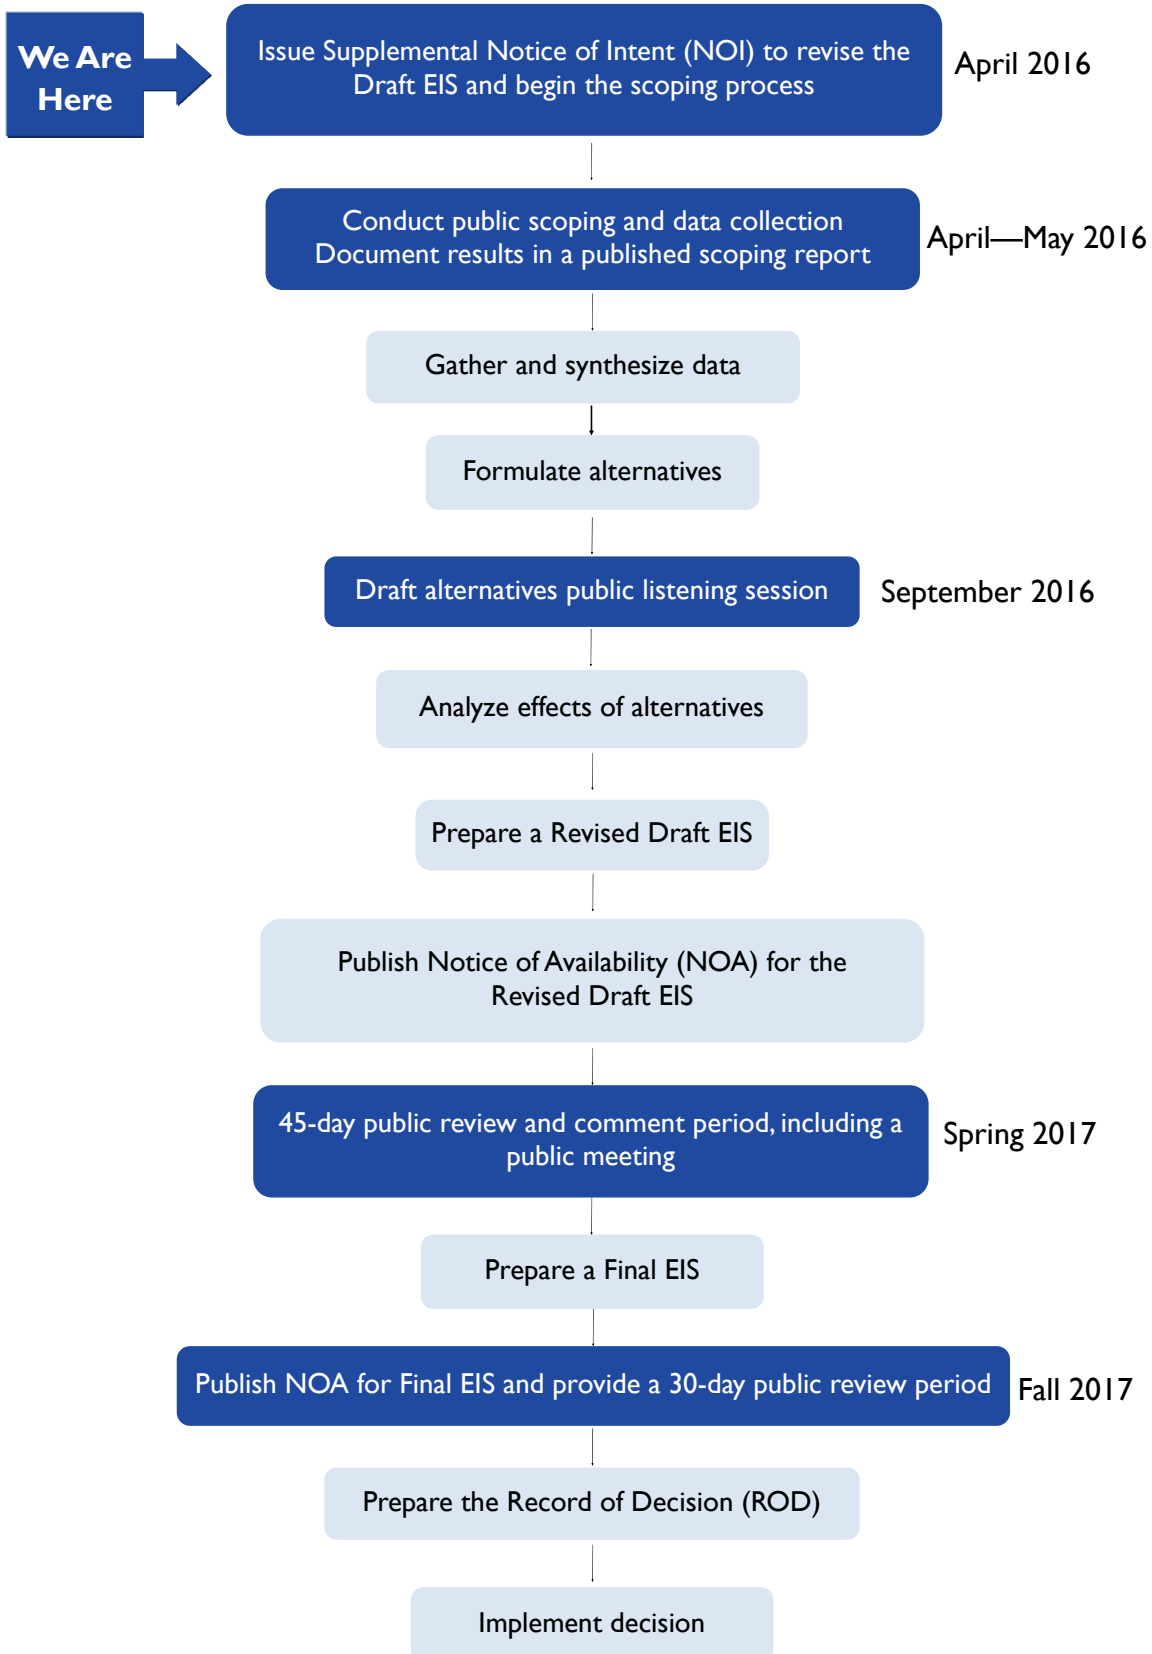 We Are
Here
Issue Supplemental Notice of Intent (NOI) to revise the
Draft EIS and begin the scoping process
April 2016
Conduct public scoping and data collection
Document results in a published scoping report
April—May 2016
Gather and synthesize data
Formulate alternatives
Draft alternatives public listening session
September 2016
Analyze effects of alternatives
Prepare a Revised Draft EIS
Publish Notice of Availability (NOA) for the
Revised Draft EIS
45-day public review and comment period, including a
public meeting
Spring 2017
Prepare a Final EIS
Publish NOA for Final EIS and provide a 30-day public review period
Fall 2017
Prepare the Record of Decision (ROD)
Implement decision